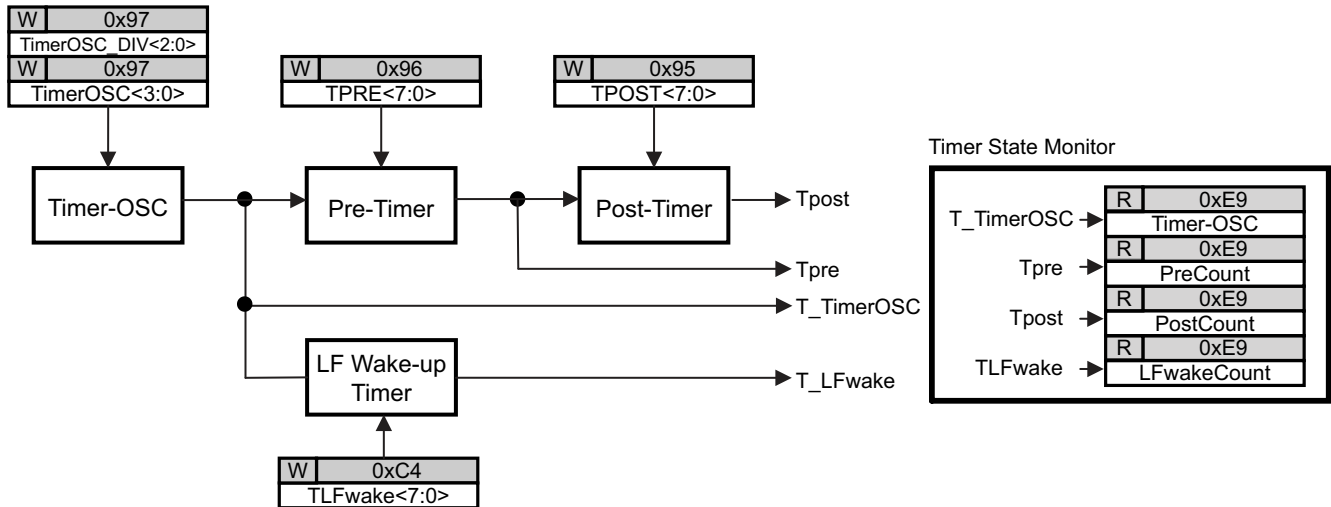 W 0x97
TimerOSC_DIV<2:0>
W 0x97
TimerOSC<3:0>
W 0x96
TPRE<7:0>
W 0x95
TPOST<7:0>
Timer-OSC
Pre-Timer
Post-Timer
Tpost
Tpre
T_TimerOSC
LF Wake-up
Timer
T_LFwake
W 0xC4
TLFwake<7:0>
Timer State Monitor
T_TimerOSC
R 0xE9
Timer-OSC
Tpre
R 0xE9
PreCount
Tpost
R 0xE9
PostCount
TLFwake
R 0xE9
LFwakeCount